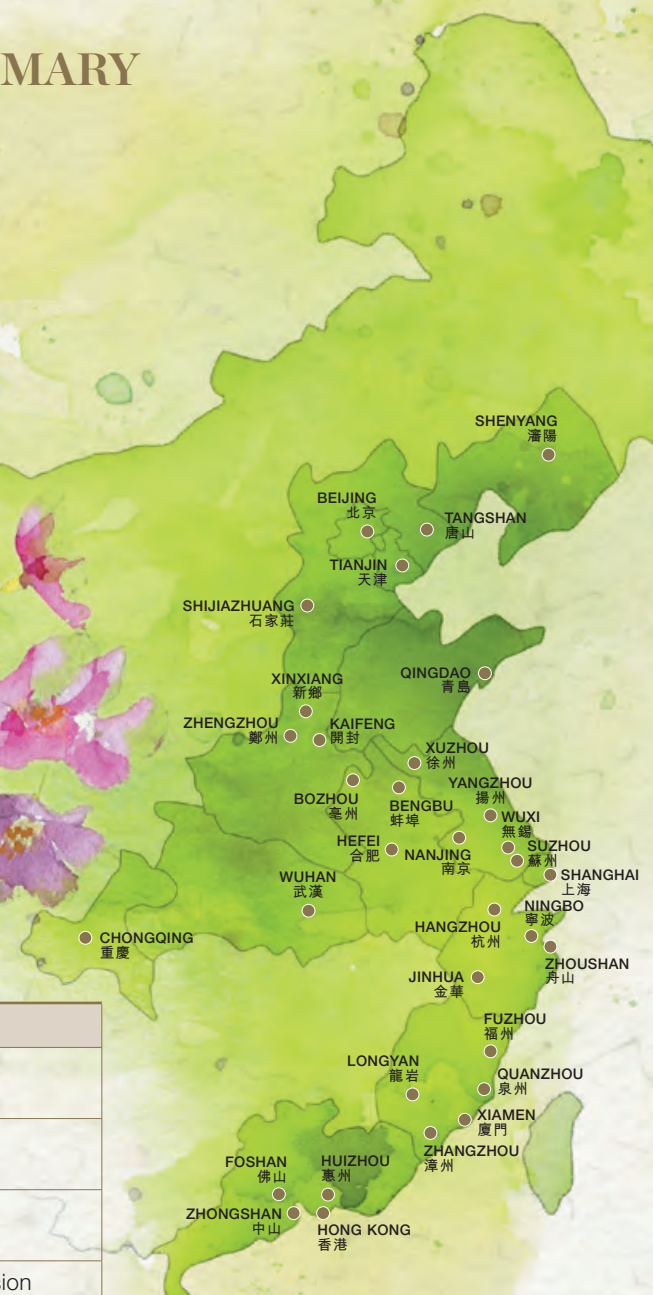 MARY
SHENYANG
瀋陽
BEIJING
北京
TANGSHAN
唐山
TIANJIN
天津
SHIJIAZHUANG
石家莊
QINGDAO
青島
XINXIANG
新鄉
ZHENGZHOU
鄭州
KAIFENG
開封
XUZHOU
徐州
BOZHOU
亳州
BENGBU
蚌埠
YANGZHOU
揚州
WUXI
無錫
HEFEI
合肥
NANJING
南京
SUZHOU
蘇州
SHANGHAI
上海
WUHAN
武漢
NINGBO
寧波
HANGZHOU
杭州
CHONGQING
重慶
ZHOUSHAN
舟山
JINHUA
金華
FUZHOU
福州
LONGYAN
龍岩
QUANZHOU
泉州
XIAMEN
廈門
ZHANGZHOU
漳州
FOSHAN
佛山
HUIZHOU
惠州
ZHONGSHAN
中山
HONG KONG
香港
sion